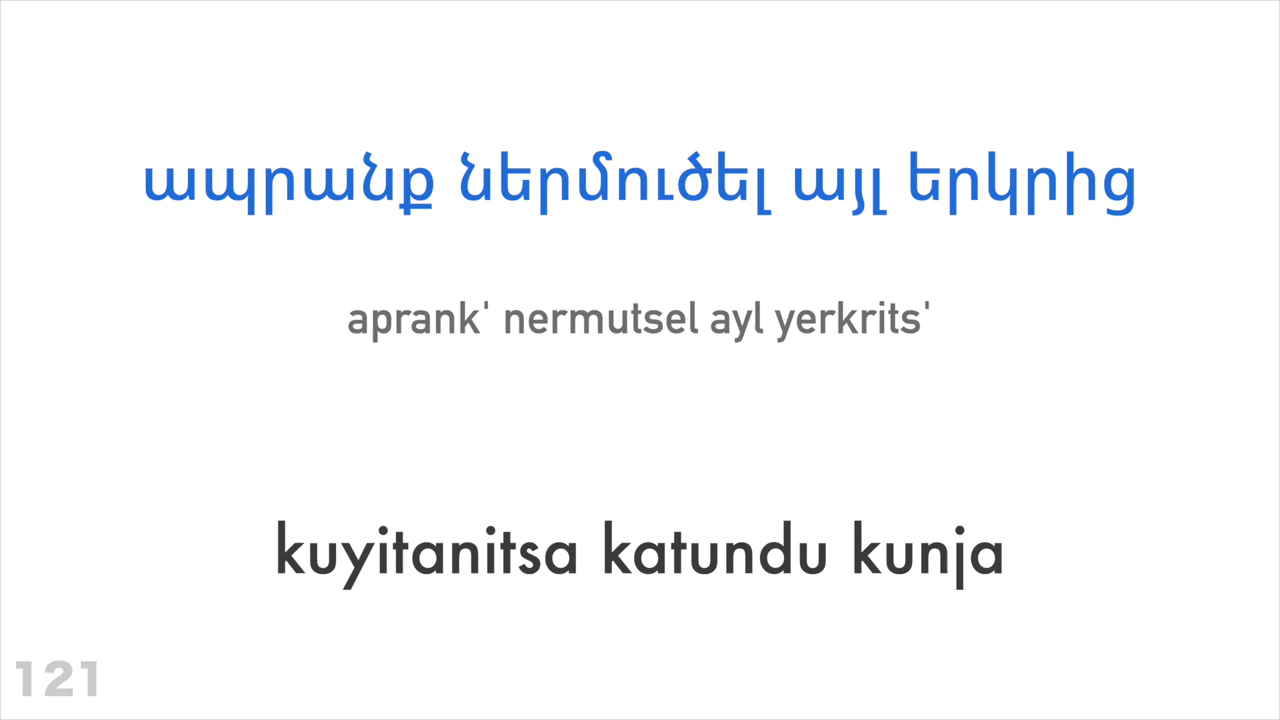 ապրանք ներմուծել այլ երկրից
aprank' nermutsel ayl yerkrits'
kuyitanitsa katundu kunja
121